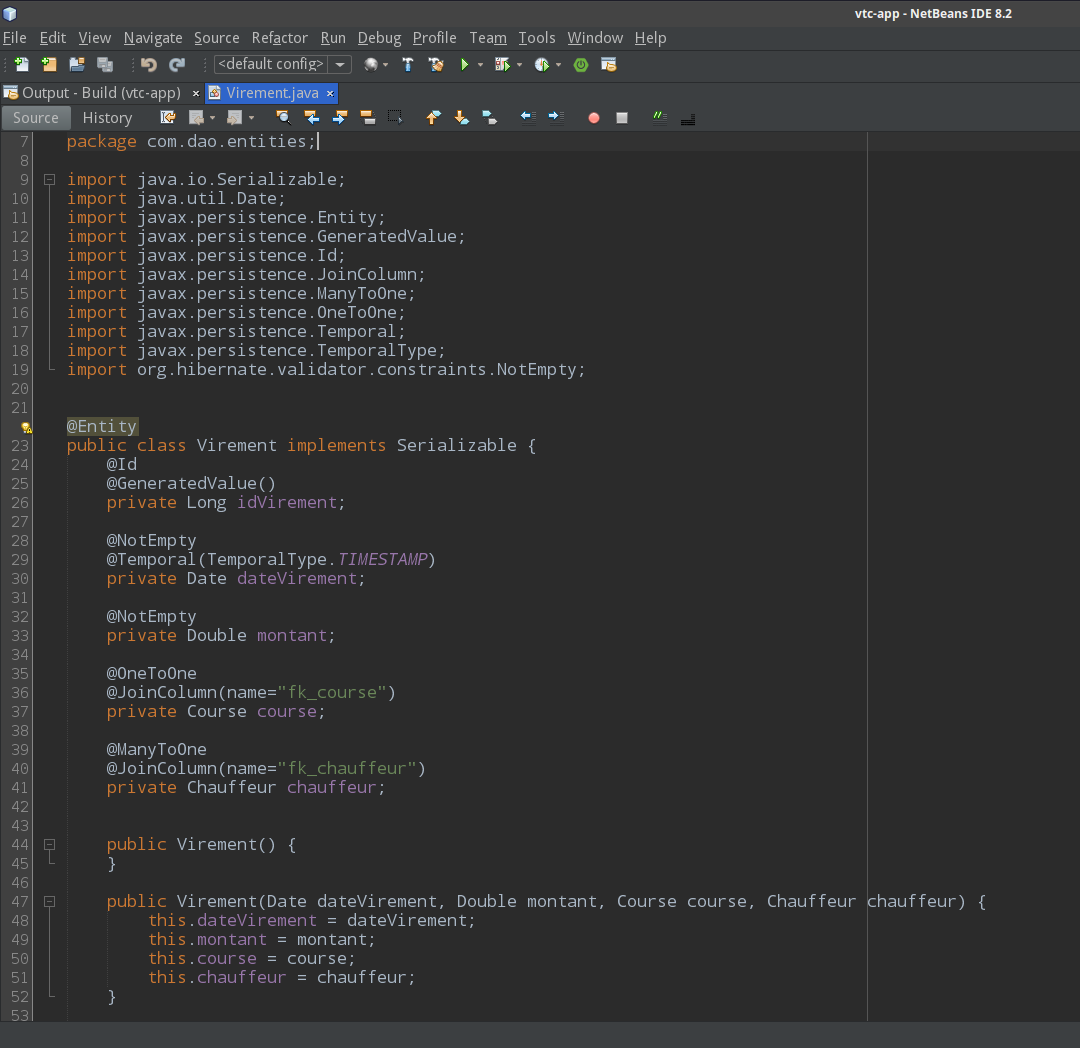 vtc-app - NetBeans IDE 8.2
File Edit View Navigate Source Refactor Run Debug Profile Team Tools Window Help
<default config>
Output - Build (vtc-app) × Virement.java ×
Source History
7 package com.dao.entities;
8
9 import java.io.Serializable;
10 import java.util.Date;
11 import javax.persistence.Entity;
12 import javax.persistence.GeneratedValue;
13 import javax.persistence.Id;
14 import javax.persistence.JoinColumn;
15 import javax.persistence.ManyToOne;
16 import javax.persistence.OneToOne;
17 import javax.persistence.Temporal;
18 import javax.persistence.TemporalType;
19 import org.hibernate.validator.constraints.NotEmpty;
20
21
@Entity
23 public class Virement implements Serializable {
24 @Id
25 @GeneratedValue()
26 private Long idVirement;
27
28 @NotEmpty
29 @Temporal(TemporalType.TIMESTAMP)
30 private Date dateVirement;
31
32 @NotEmpty
33 private Double montant;
34
35 @OneToOne
36 @JoinColumn(name="fk_course")
37 private Course course;
38
39 @ManyToOne
40 @JoinColumn(name="fk_chauffeur")
41 private Chauffeur chauffeur;
42
43
44 public Virement() {
45 }
46
47 public Virement(Date dateVirement, Double montant, Course course, Chauffeur chauffeur) {
48 this.dateVirement = dateVirement;
49 this.montant = montant;
50 this.course = course;
51 this.chauffeur = chauffeur;
52 }
53